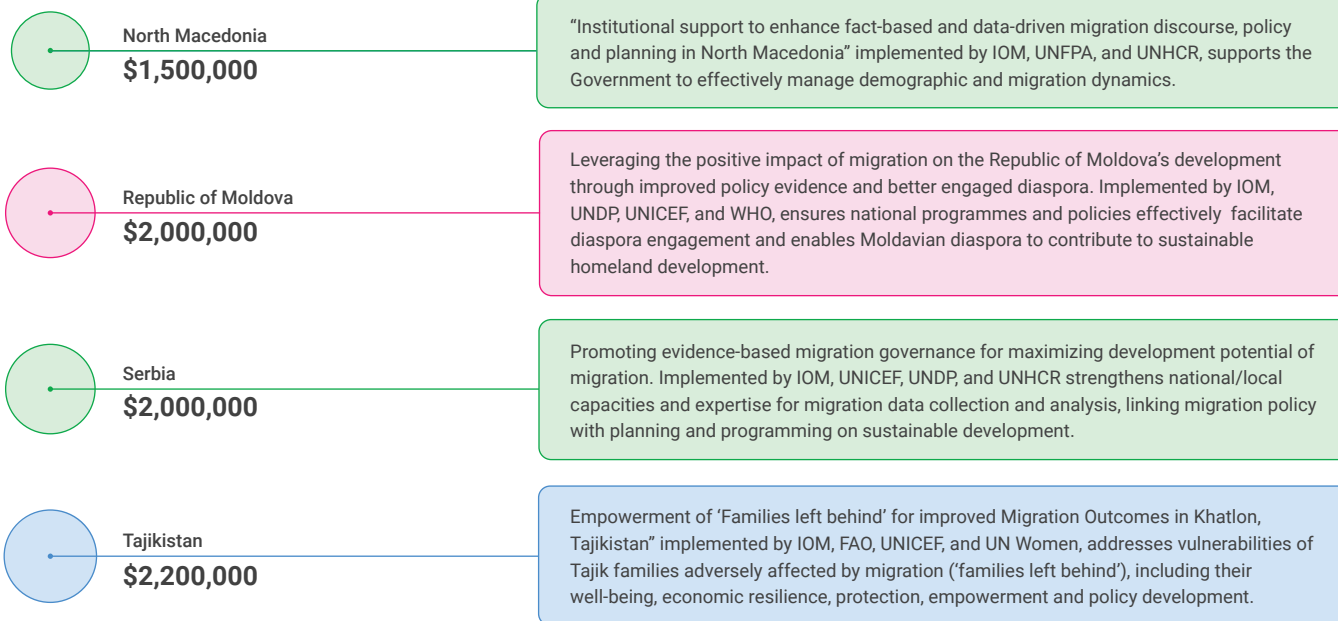 North Macedonia
$1,500,000
“Institutional support to enhance fact-based and data-driven migration discourse, policy
and planning in North Macedonia” implemented by IOM, UNFPA, and UNHCR, supports the
Government to effectively manage demographic and migration dynamics.
Republic of Moldova
$2,000,000
Leveraging the positive impact of migration on the Republic of Moldova’s development
through improved policy evidence and better engaged diaspora. Implemented by IOM,
UNDP, UNICEF, and WHO, ensures national programmes and policies effectively facilitate
diaspora engagement and enables Moldavian diaspora to contribute to sustainable
homeland development.
Serbia
$2,000,000
Promoting evidence-based migration governance for maximizing development potential of
migration. Implemented by IOM, UNICEF, UNDP, and UNHCR strengthens national/local
capacities and expertise for migration data collection and analysis, linking migration policy
with planning and programming on sustainable development.
Tajikistan
$2,200,000
Empowerment of ‘Families left behind’ for improved Migration Outcomes in Khatlon,
Tajikistan” implemented by IOM, FAO, UNICEF, and UN Women, addresses vulnerabilities of
Tajik families adversely affected by migration (‘families left behind’), including their
well-being, economic resilience, protection, empowerment and policy development.